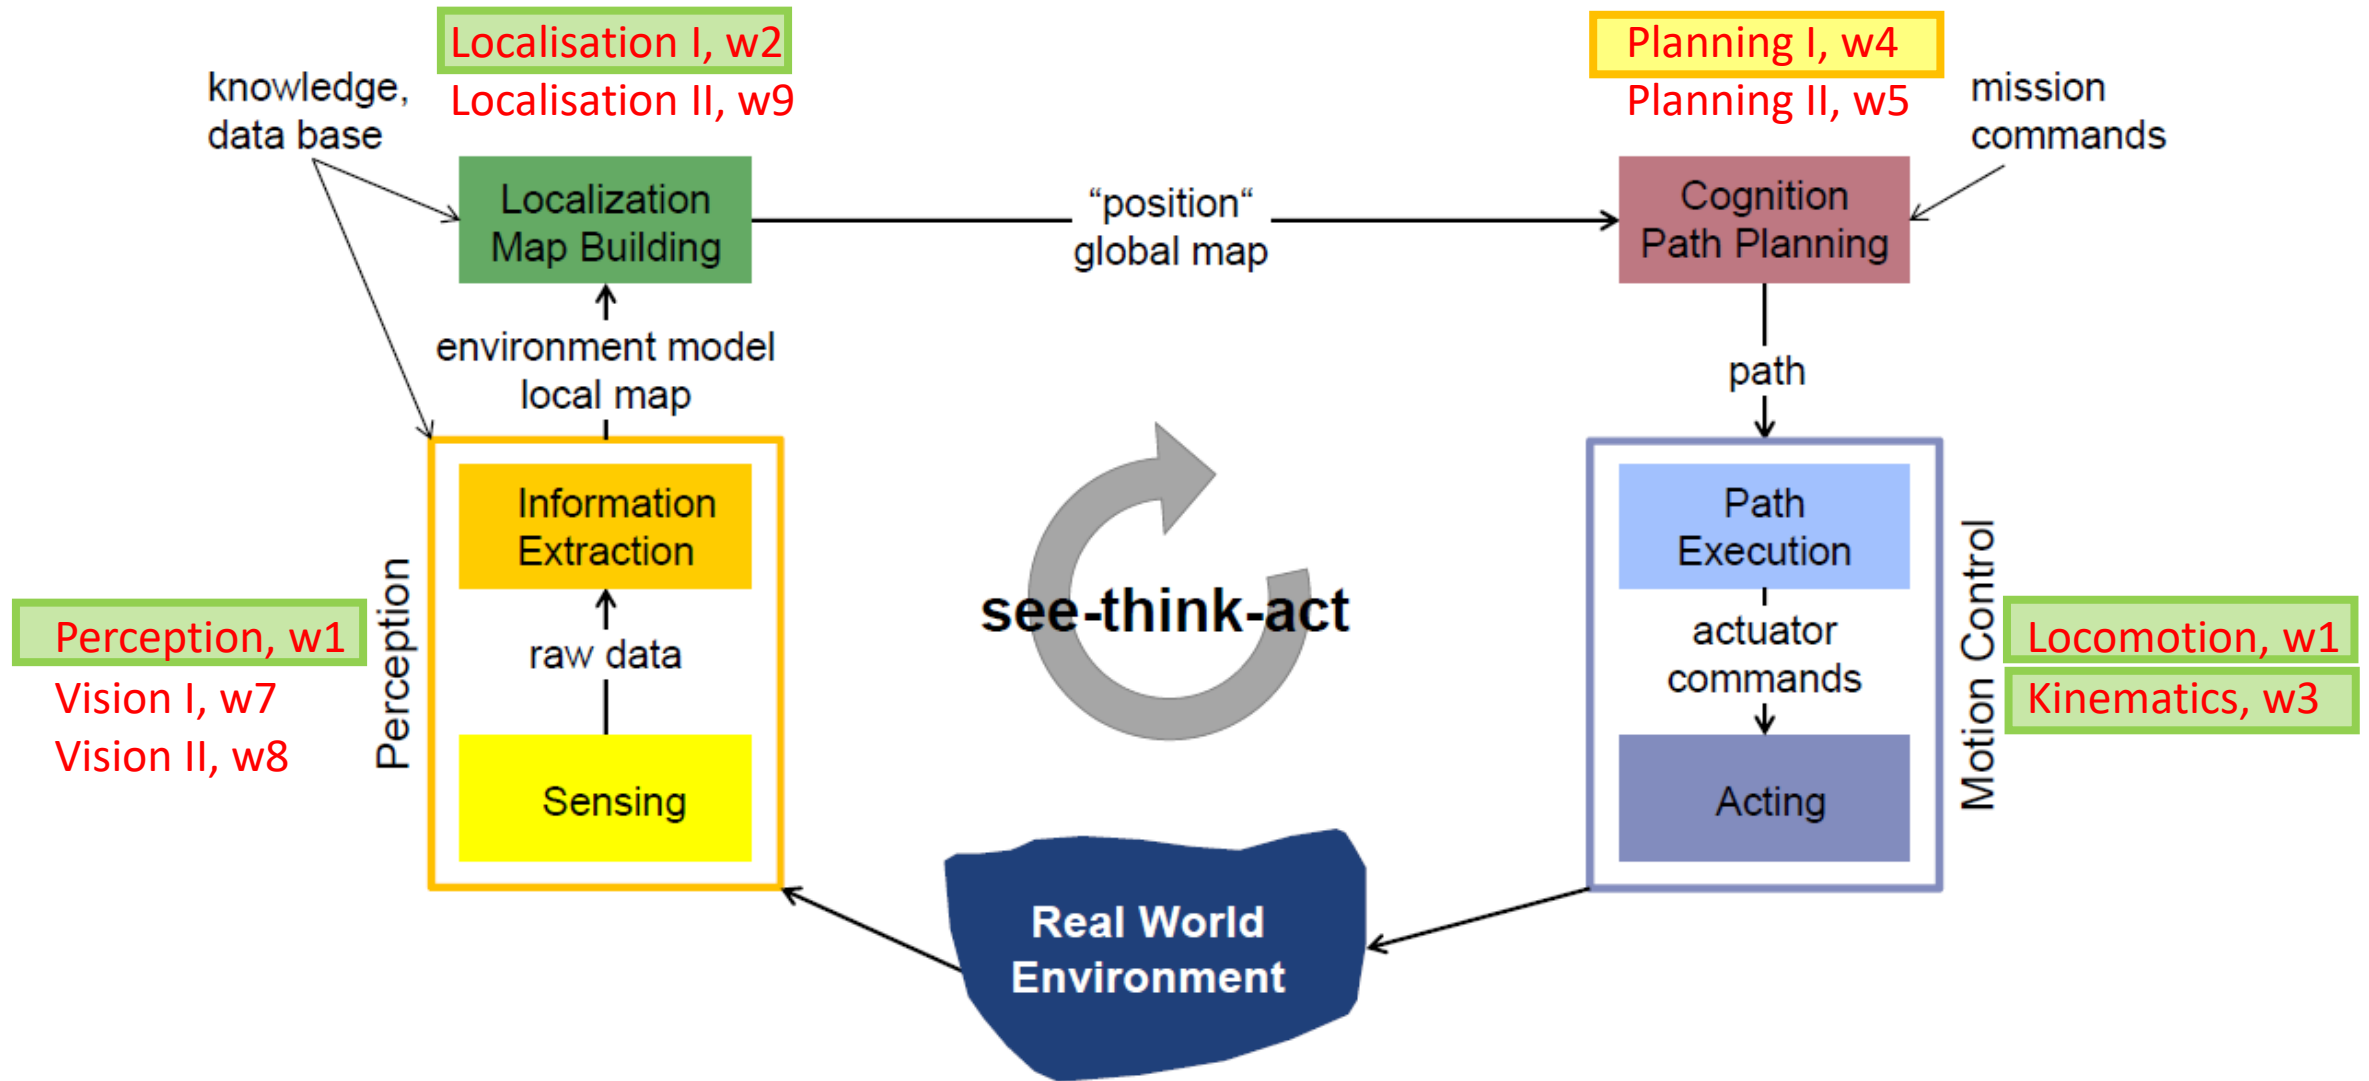 Localisation I, w2
Localisation II, w9
knowledge,
data base
Localization
Map Building
“position“
global map
Planning I, w4
Planning II, w5
mission
commands
Cognition
Path Planning
environment model
local map
path
Information
Extraction
raw data
Sensing
Perception
Perception, w1
Vision I, w7
Vision II, w8
see-think-act
Path
Execution
actuator
commands
Acting
Motion Control
Locomotion, w1
Kinematics, w3
Real World
Environment